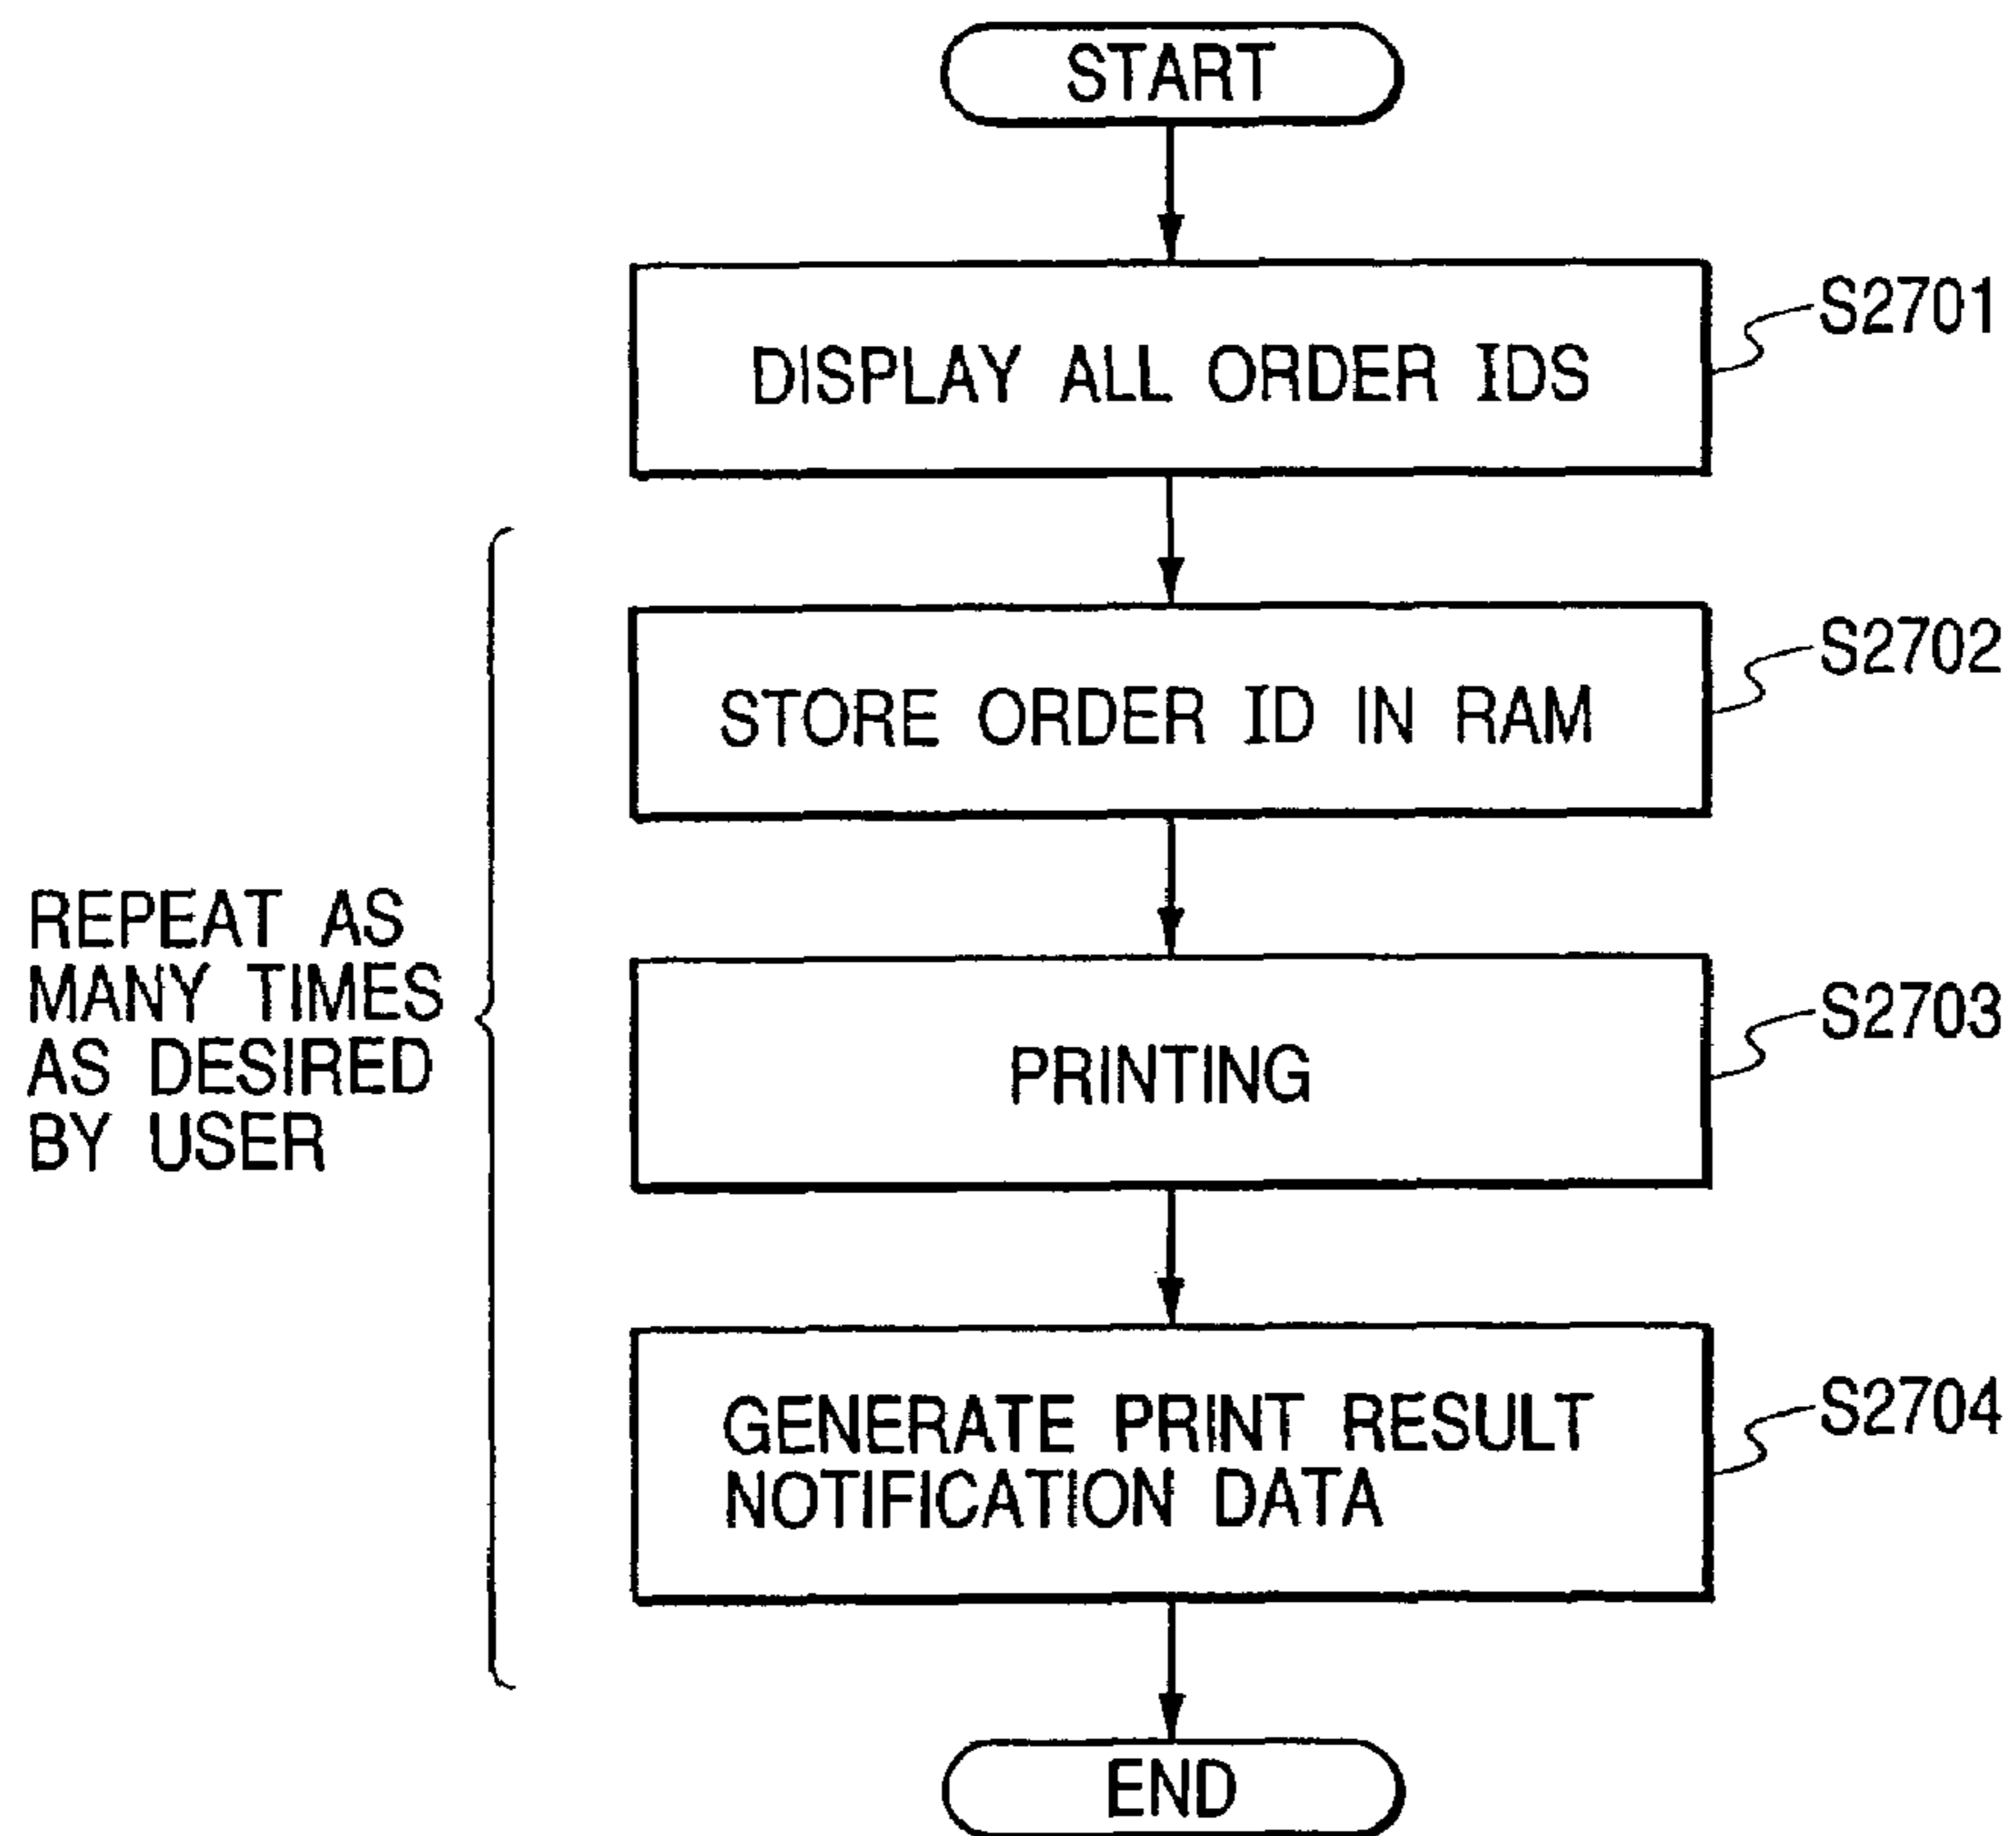 START
DISPLAY ALL ORDER IDS
S2701
STORE ORDER ID IN RAM
S2702
REPEAT AS
MANY TIMES
AS DESIRED
BY USER
PRINTING
S2703
GENERATE PRINT RESULT
NOTIFICATION DATA
S2704
END